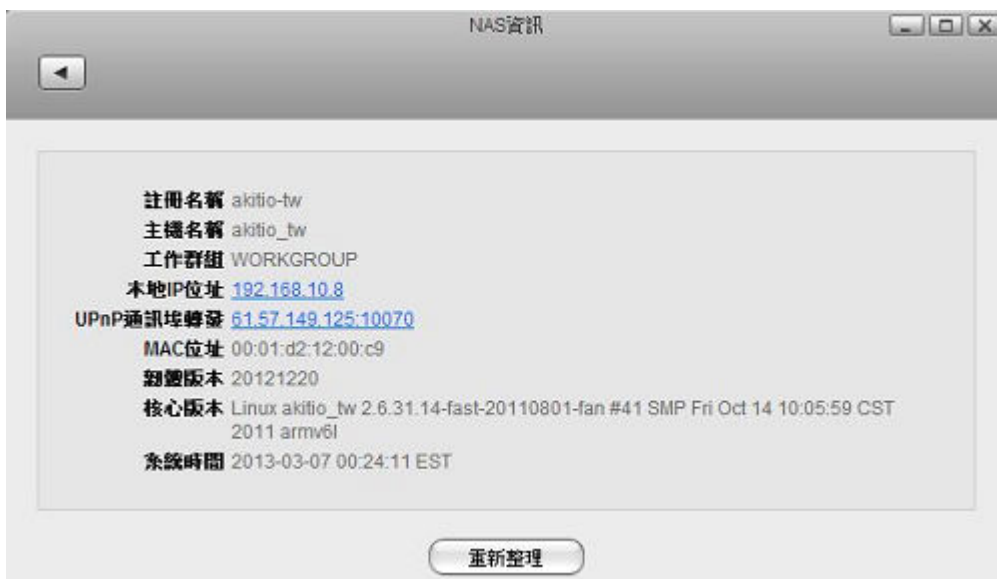 NAS資訊
註冊名稱 akitio-tw
主機名稱 akitio_tw
工作群組 WORKGROUP
本地IP位址 192.168.10.8
UPnP通訊埠轉發 61.57.149.125:10070
MAC位址 00:01:d2:12:00:c9
韌體版本 20121220
核心版本 Linux akitio_tw 2.6.31.14-fast-20110801-fan #41 SMP Fri Oct 14 10:05:59 CST
2011 armv6l
系統時間 2013-03-07 00:24:11 EST
重新整理